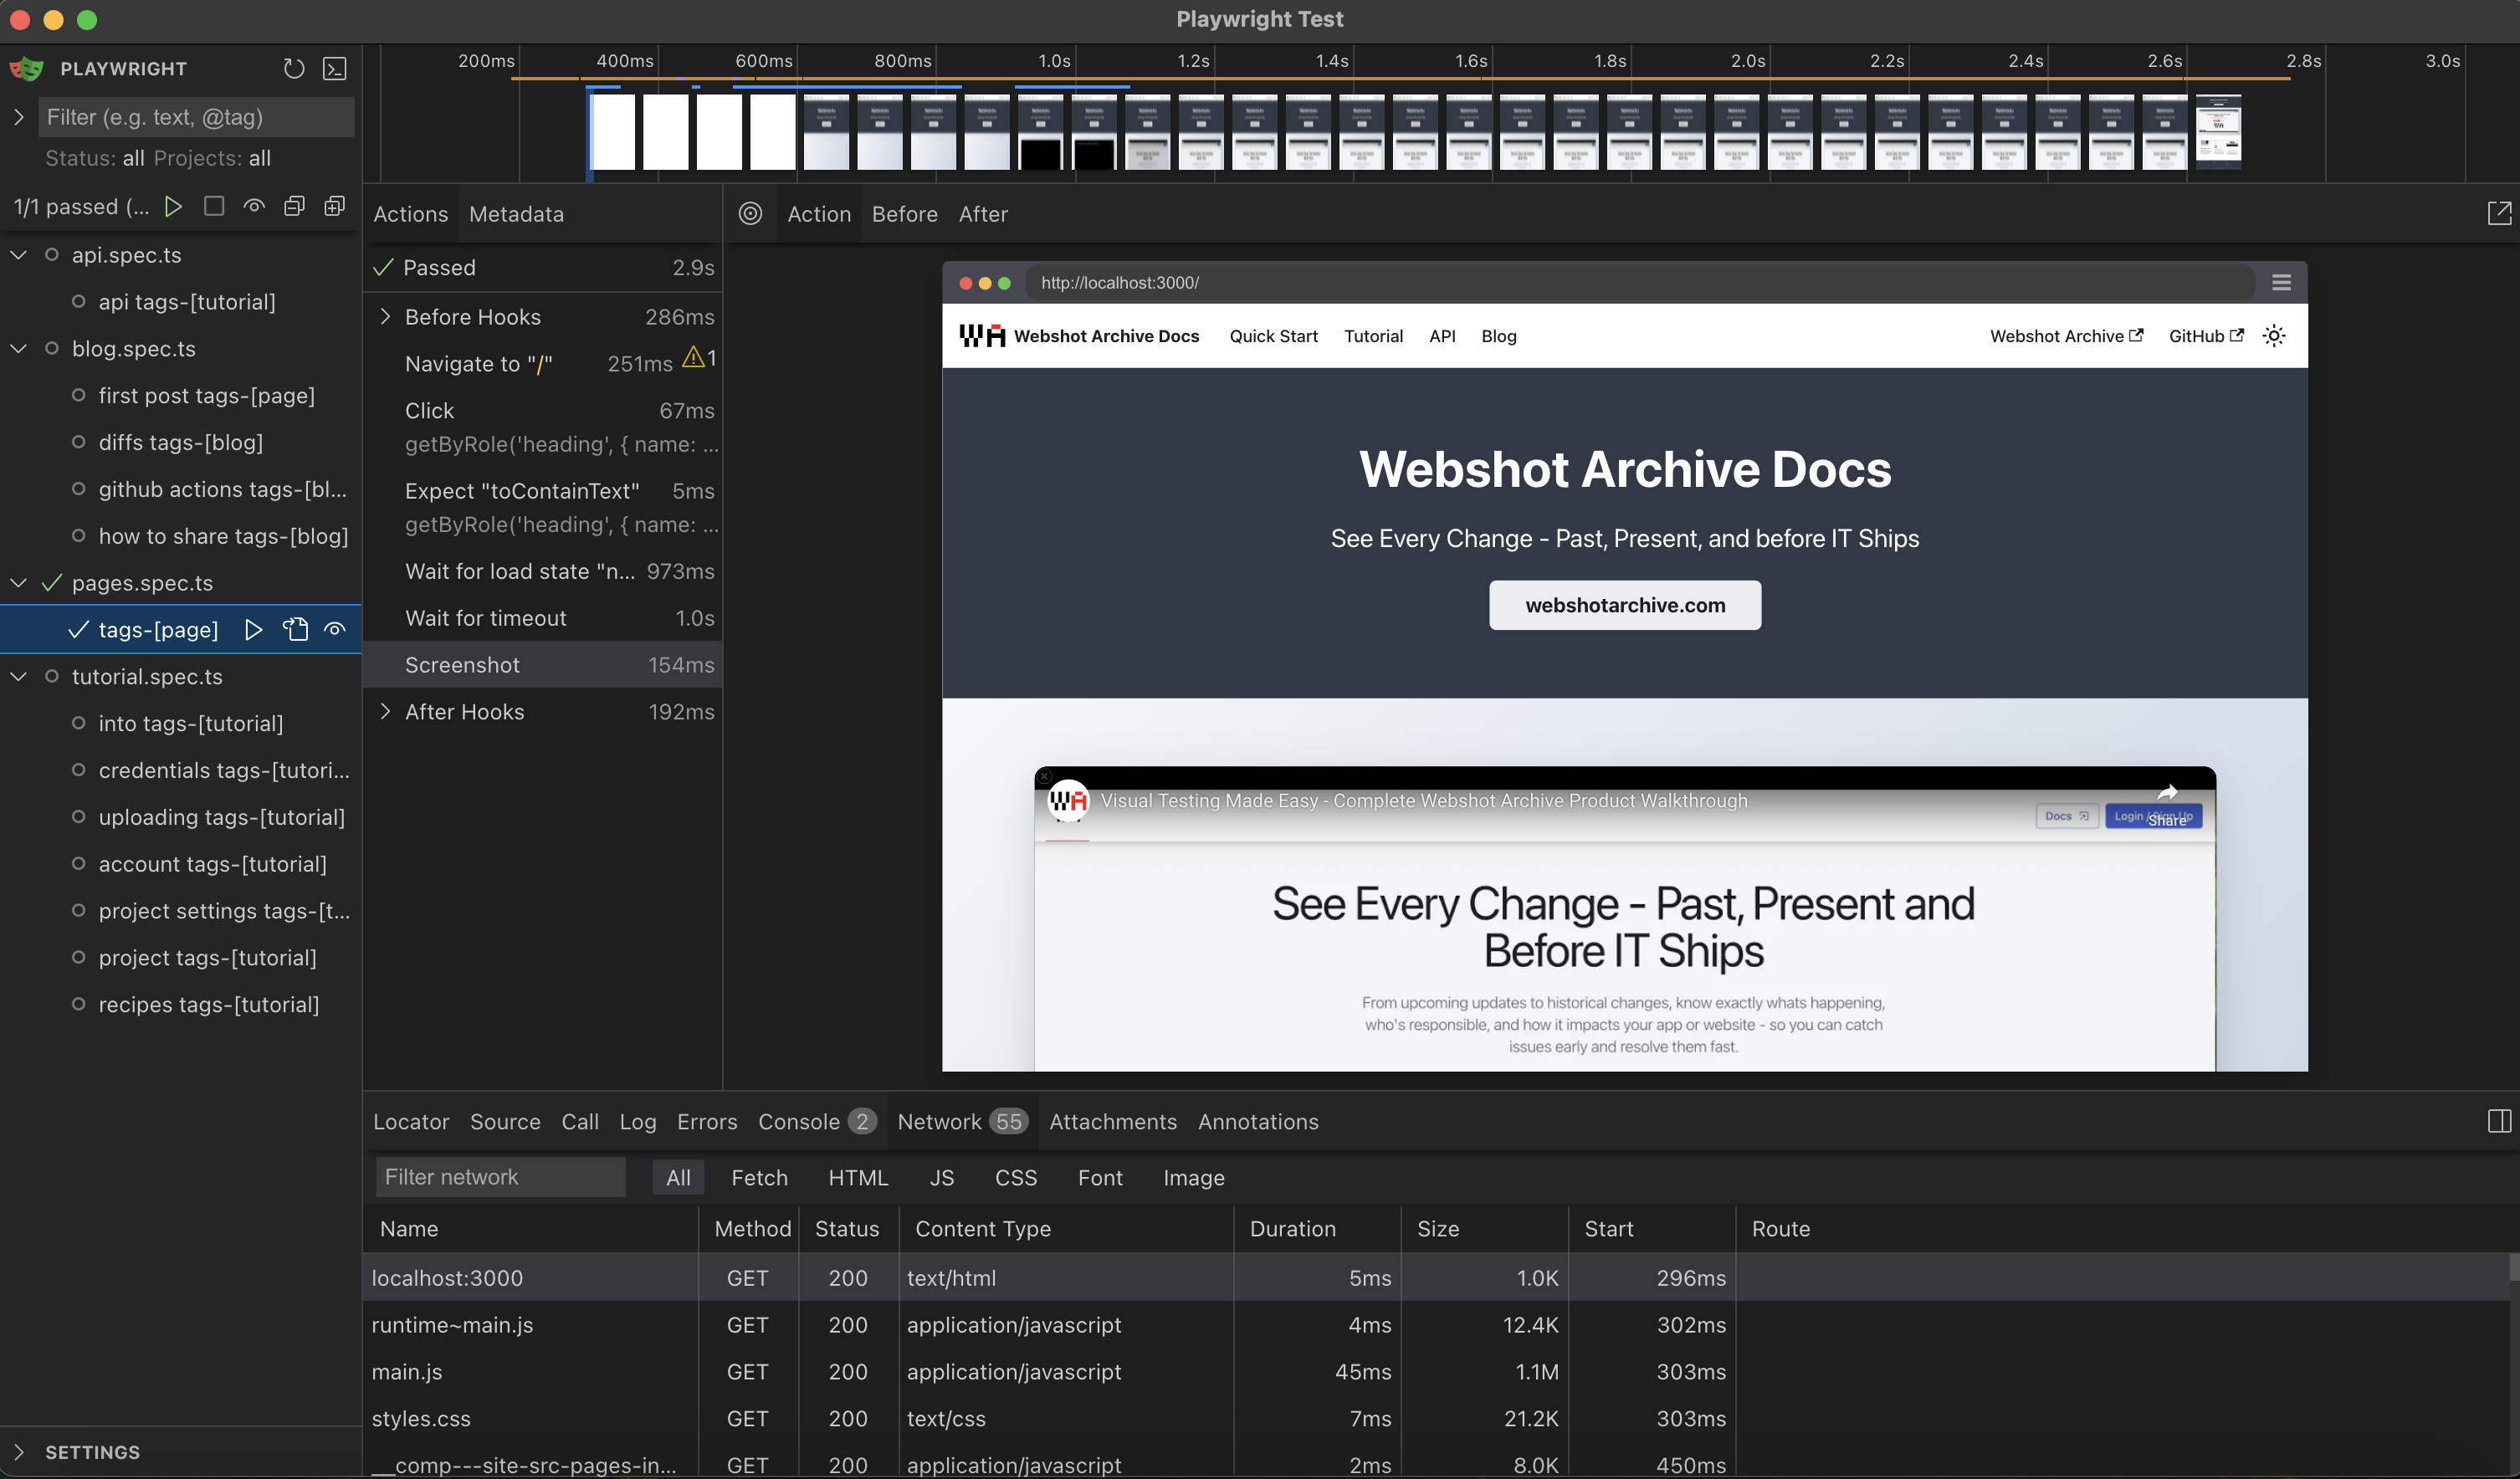 Playwright Test
PLAYWRIGHT
Filter (e.g. text, @tag)
Status: all Projects: all
1/1 passed (...
api.spec.ts
api tags-[tutorial]
blog.spec.ts
first post tags-[page]
diffs tags-[blog]
github actions tags-[bl...
how to share tags-[blog]
pages.spec.ts
tags-[page]
tutorial.spec.ts
into tags-[tutorial]
credentials tags-[tutori...
uploading tags-[tutorial]
account tags-[tutorial]
project settings tags-[t...
project tags-[tutorial]
recipes tags-[tutorial]
SETTINGS
200ms 400ms 600ms 800ms 1.0s 1.2s 1.4s 1.6s 1.8s 2.0s 2.2s 2.4s 2.6s 2.8s 3.0s
Actions Metadata
Passed 2.9s
Before Hooks 286ms
Navigate to "/" 251ms 1
Click 67ms
getByRole('heading', { name: ...
Expect "toContainText" 5ms
getByRole('heading', { name: ...
Wait for load state "n... 973ms
Wait for timeout 1.0s
Screenshot 154ms
After Hooks 192ms
Action Before After
http://localhost:3000/
WA Webshot Archive Docs Quick Start Tutorial API Blog Webshot Archive GitHub
Webshot Archive Docs
See Every Change - Past, Present, and before IT Ships
webshotarchive.com
WA Visual Testing Made Easy - Complete Webshot Archive Product Walkthrough
Docs Login / Sign Up
Share
See Every Change - Past, Present and
Before IT Ships
From upcoming updates to historical changes, know exactly whats happening,
who's responsible, and how it impacts your app or website - so you can catch
issues early and resolve them fast.
Locator Source Call Log Errors Console 2 Network 55 Attachments Annotations
Filter network All Fetch HTML JS CSS Font Image
Name Method Status Content Type Duration Size Start Route
localhost:3000 GET 200 text/html 5ms 1.0K 296ms
runtime~main.js GET 200 application/javascript 4ms 12.4K 302ms
main.js GET 200 application/javascript 45ms 1.1M 303ms
styles.css GET 200 text/css 7ms 21.2K 303ms
__comp---site-src-pages-in... GET 200 application/javascript 2ms 8.0K 450ms